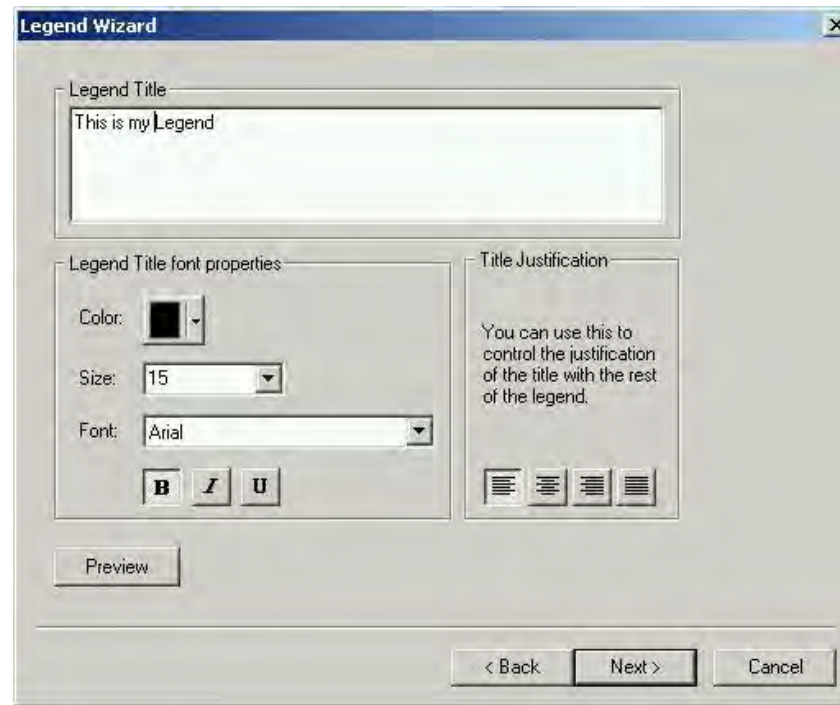 Legend Wizard
Legend Title
This is my Legend
Legend Title font properties
Color:
Size: 15
Font: Arial
B I U
Title Justification
You can use this to
control the justification
of the title with the rest
of the legend.
Preview
< Back Next > Cancel